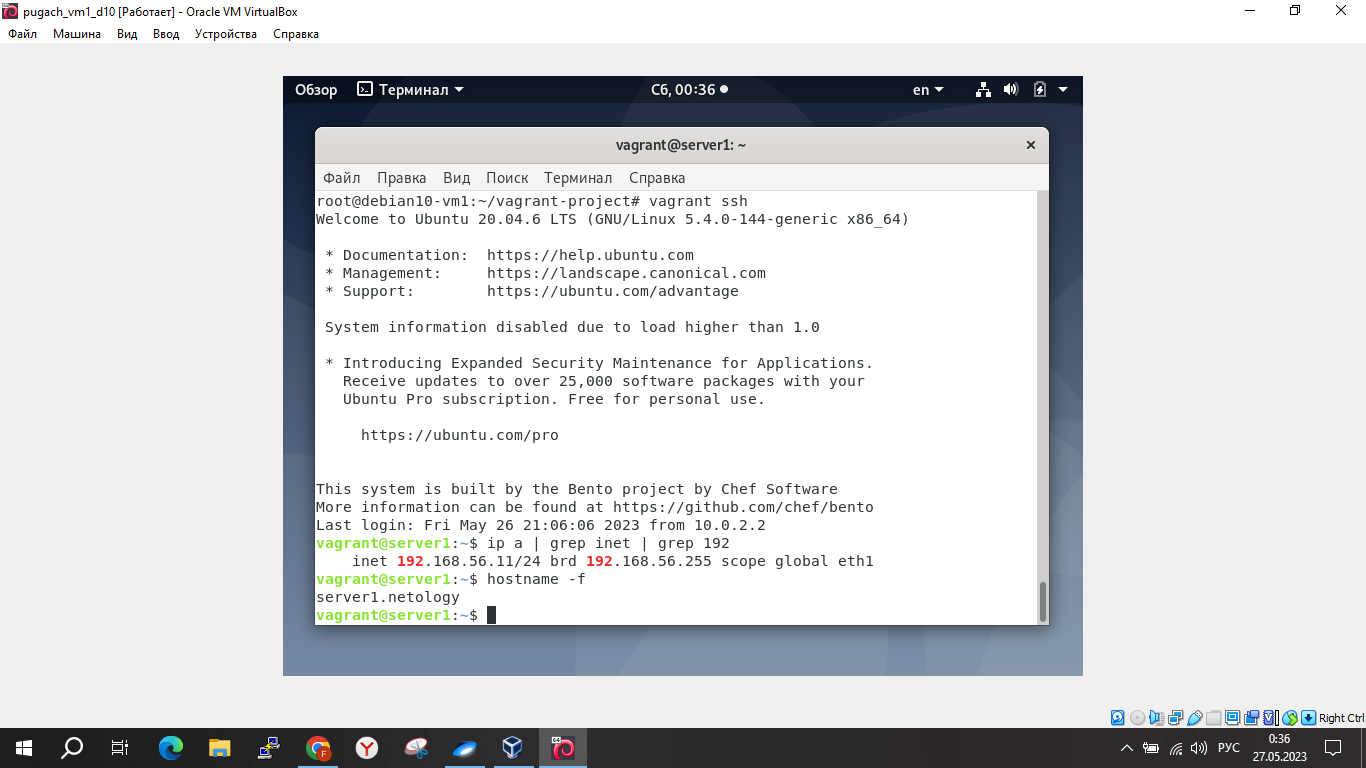 pugach_vm1_d10 [Работает] - Oracle VM VirtualBox
Файл Машина Вид Ввод Устройства Справка
Обзор Терминал Сб, 00:36 en
vagrant@server1: ~
Файл Правка Вид Поиск Терминал Справка
root@debian10-vm1:~/vagrant-project# vagrant ssh
Welcome to Ubuntu 20.04.6 LTS (GNU/Linux 5.4.0-144-generic x86_64)
* Documentation: https://help.ubuntu.com
* Management: https://landscape.canonical.com
* Support: https://ubuntu.com/advantage
System information disabled due to load higher than 1.0
* Introducing Expanded Security Maintenance for Applications.
Receive updates to over 25,000 software packages with your
Ubuntu Pro subscription. Free for personal use.
https://ubuntu.com/pro
This system is built by the Bento project by Chef Software
More information can be found at https://github.com/chef/bento
Last login: Fri May 26 21:06:06 2023 from 10.0.2.2
vagrant@server1:~$ ip a | grep inet | grep 192
inet 192.168.56.11/24 brd 192.168.56.255 scope global eth1
vagrant@server1:~$ hostname -f
server1.netology
vagrant@server1:~$
Right Ctrl
РУС
0:36
27.05.2023